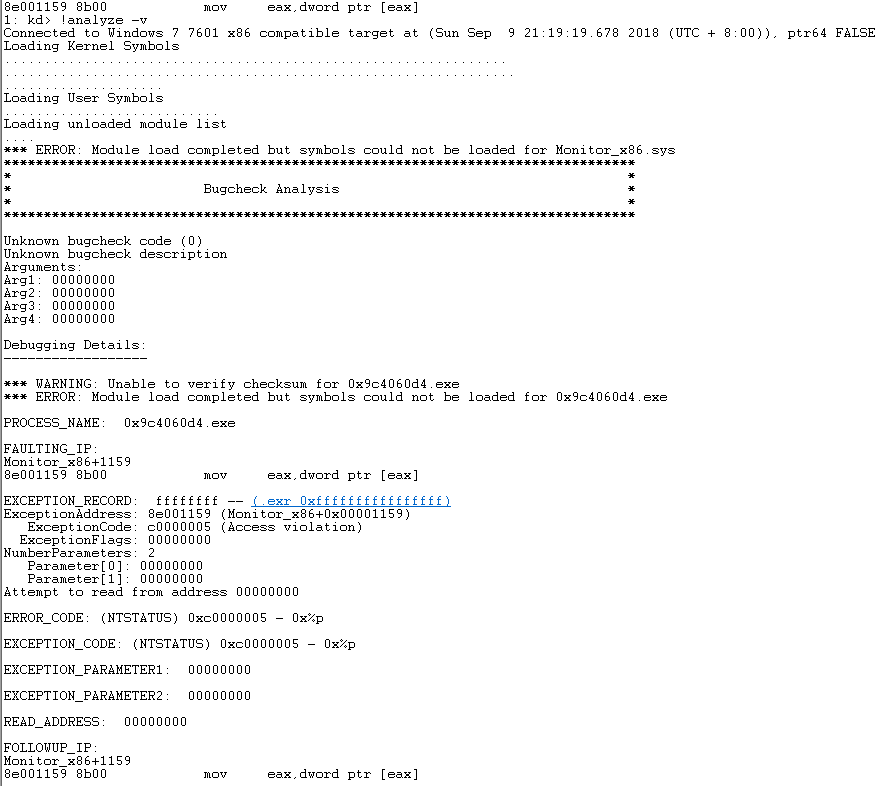 8e001159 8b00            mov     eax,dword ptr [eax]
1: kd> !analyze -v
Connected to Windows 7 7601 x86 compatible target at (Sun Sep  9 21:19:19.678 2018 (UTC + 8:00)), ptr64 FALSE
Loading Kernel Symbols
...............................................................
................................................................
....................
Loading User Symbols
...........................
Loading unloaded module list
....
*** ERROR: Module load completed but symbols could not be loaded for Monitor_x86.sys
*******************************************************************************
*                                                                             *
*                        Bugcheck Analysis                                    *
*                                                                             *
*******************************************************************************
Unknown bugcheck code (0)
Unknown bugcheck description
Arguments:
Arg1: 00000000
Arg2: 00000000
Arg3: 00000000
Arg4: 00000000
Debugging Details:
------------------
*** WARNING: Unable to verify checksum for 0x9c4060d4.exe
*** ERROR: Module load completed but symbols could not be loaded for 0x9c4060d4.exe
PROCESS_NAME:  0x9c4060d4.exe
FAULTING_IP:
Monitor_x86+1159
8e001159 8b00            mov     eax,dword ptr [eax]
EXCEPTION_RECORD:  ffffffff -- (.exr 0xffffffffffffffff)
ExceptionAddress: 8e001159 (Monitor_x86+0x00001159)
   ExceptionCode: c0000005 (Access violation)
  ExceptionFlags: 00000000
NumberParameters: 2
   Parameter[0]: 00000000
   Parameter[1]: 00000000
Attempt to read from address 00000000
ERROR_CODE: (NTSTATUS) 0xc0000005 - 0x%p
EXCEPTION_CODE: (NTSTATUS) 0xc0000005 - 0x%p
EXCEPTION_PARAMETER1:  00000000
EXCEPTION_PARAMETER2:  00000000
READ_ADDRESS:  00000000
FOLLOWUP_IP:
Monitor_x86+1159
8e001159 8b00            mov     eax,dword ptr [eax]